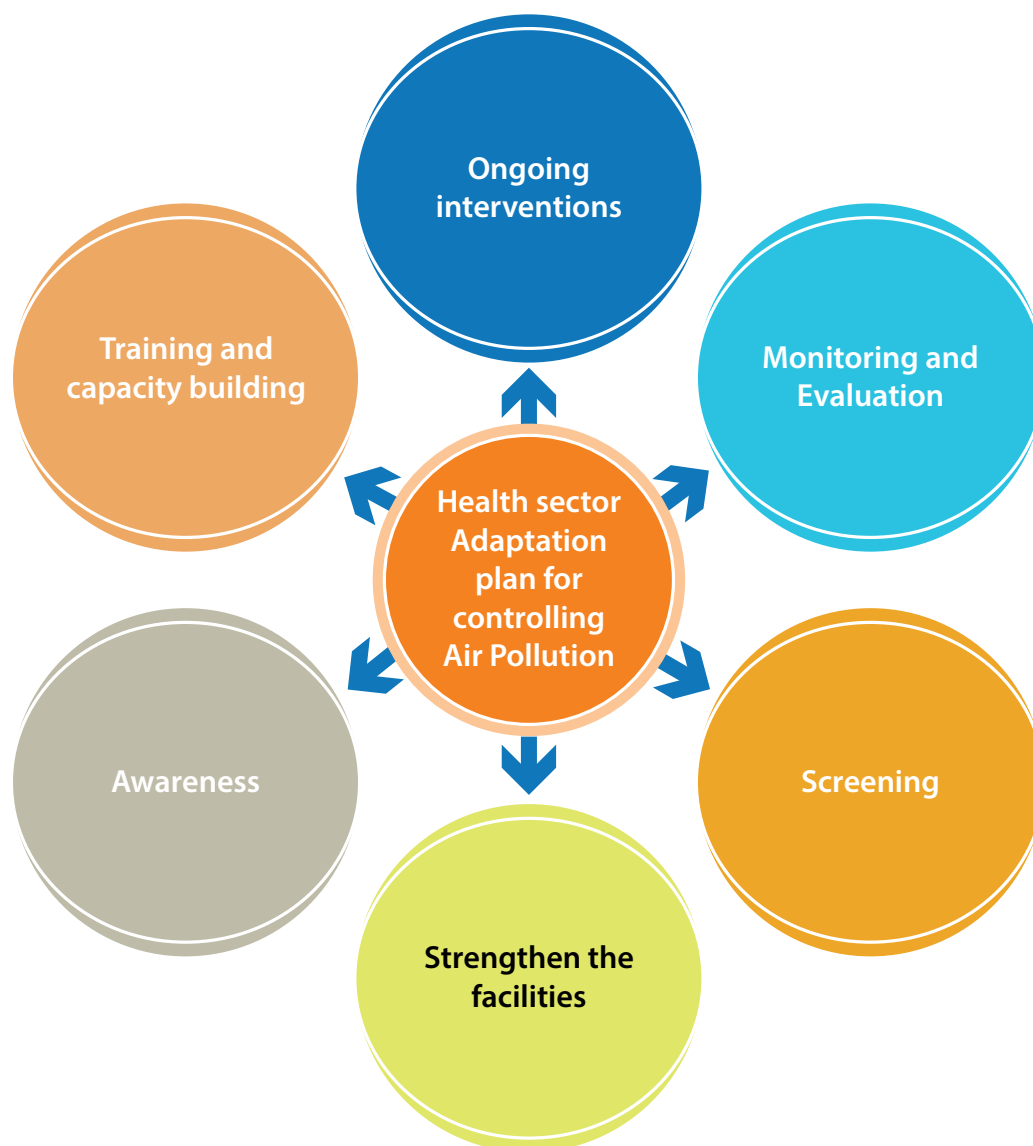 Ongoing
interventions
Training and
capacity building
Monitoring and
Evaluation
Health sector
Adaptation
plan for
controlling
Air Pollution
Awareness
Screening
Strengthen the
facilities